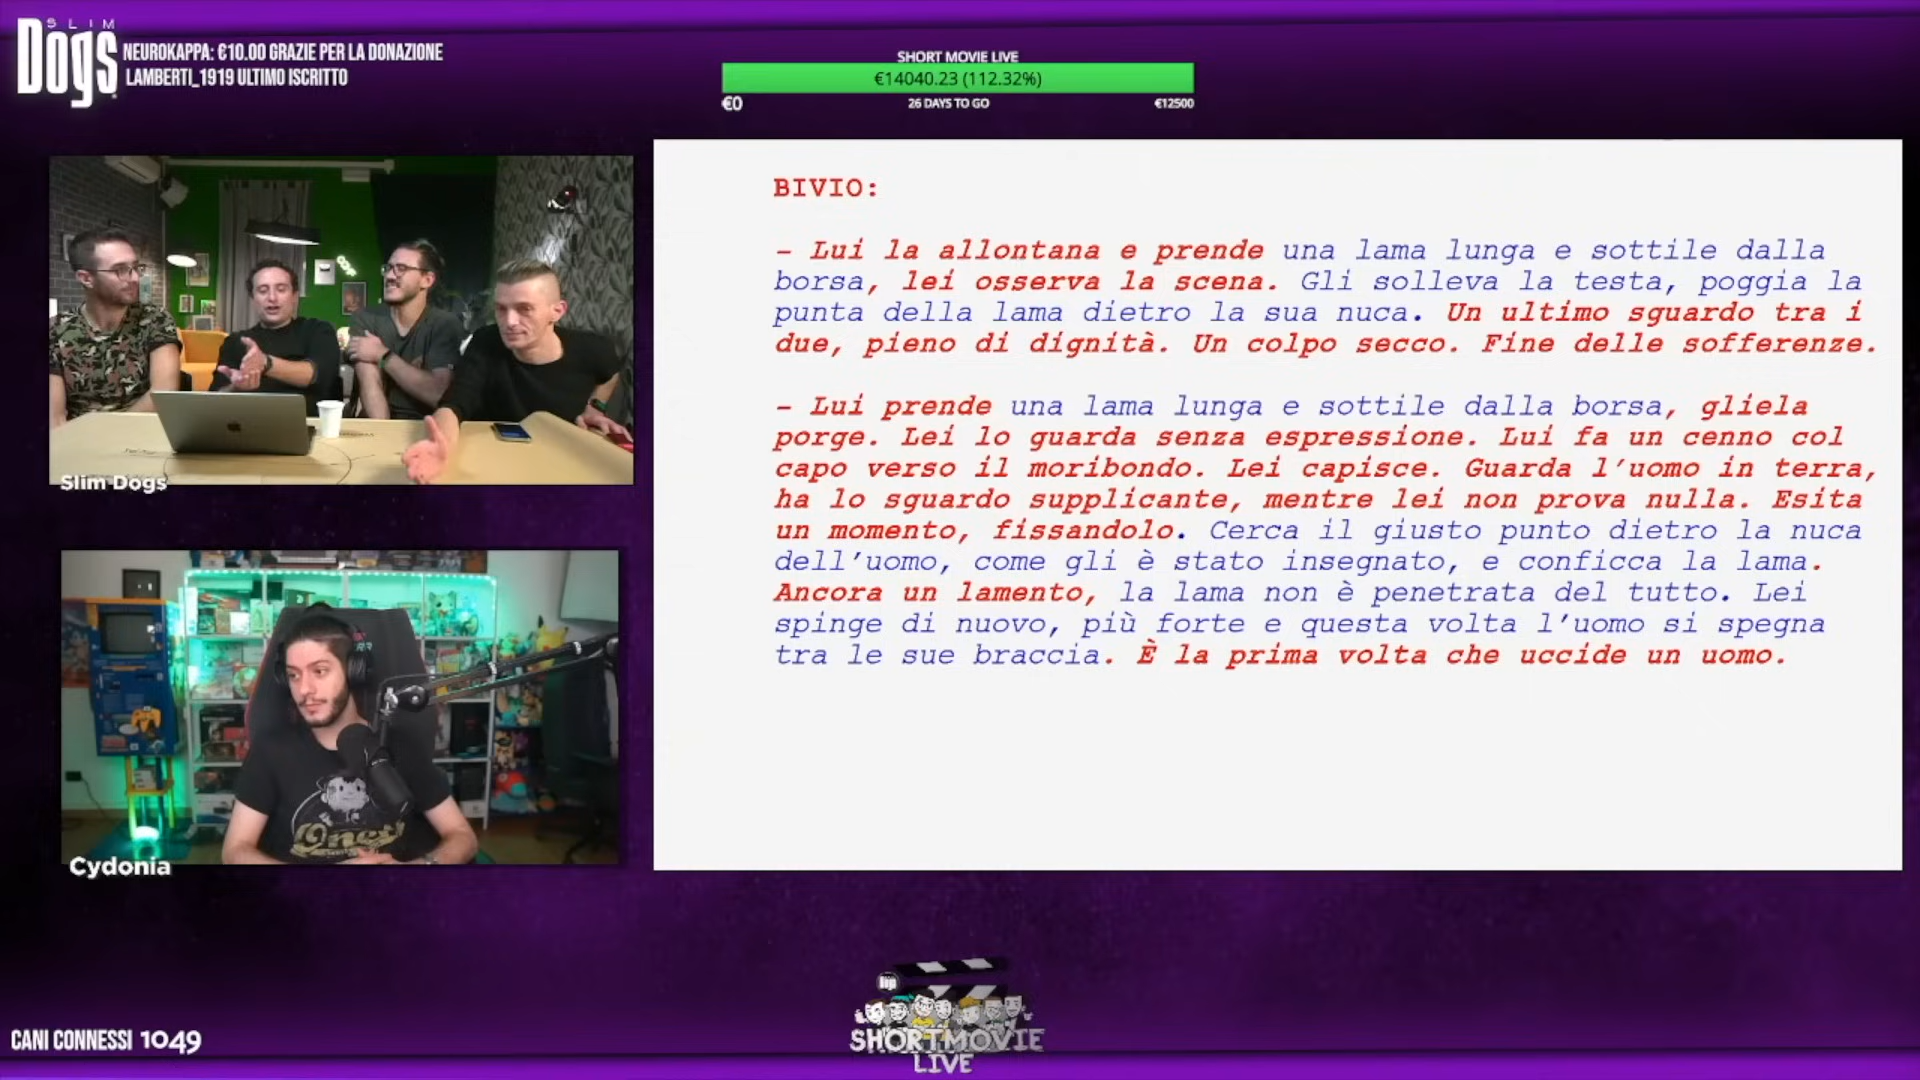 SLIM
Dogs
NEUROKAPPA: €10.00 GRAZIE PER LA DONAZIONE
LAMBERTI_1919 ULTIMO ISCRITTO
SHORT MOVIE LIVE
€14040.23 (112.32%)
€0 26 DAYS TO GO €12500
Slim Dogs
Cydonia
BIVIO:
- Lui la allontana e prende una lama lunga e sottile dalla
borsa, lei osserva la scena. Gli solleva la testa, poggia la
punta della lama dietro la sua nuca. Un ultimo sguardo tra i
due, pieno di dignità. Un colpo secco. Fine delle sofferenze.
- Lui prende una lama lunga e sottile dalla borsa, gliela
porge. Lei lo guarda senza espressione. Lui fa un cenno col
capo verso il moribondo. Lei capisce. Guarda l'uomo in terra,
ha lo sguardo supplicante, mentre lei non prova nulla. Esita
un momento, fissandolo. Cerca il giusto punto dietro la nuca
dell'uomo, come gli è stato insegnato, e conficca la lama.
Ancora un lamento, la lama non è penetrata del tutto. Lei
spinge di nuovo, più forte e questa volta l'uomo si spegna
tra le sue braccia. È la prima volta che uccide un uomo.
CANI CONNESSI 1049
SHORTMOVIE
LIVE